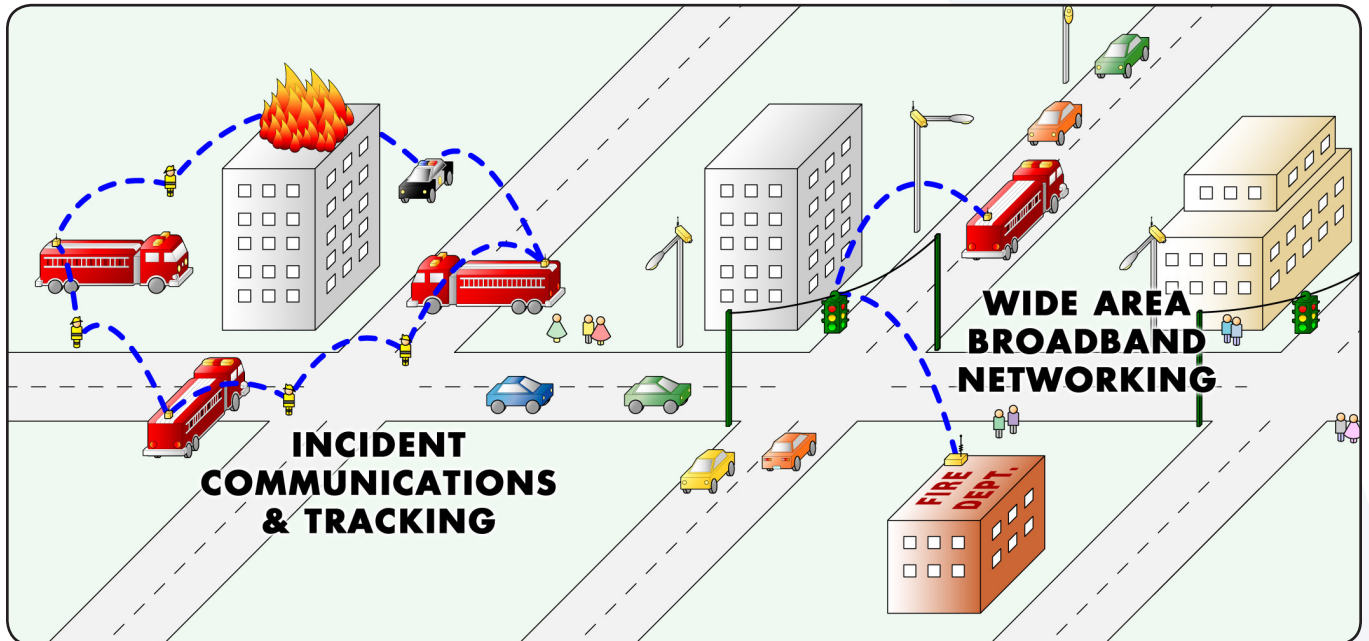 INCIDENT
COMMUNICATIONS
& TRACKING
WIDE AREA
BROADBAND
NETWORKING
FIRE
DEPT.